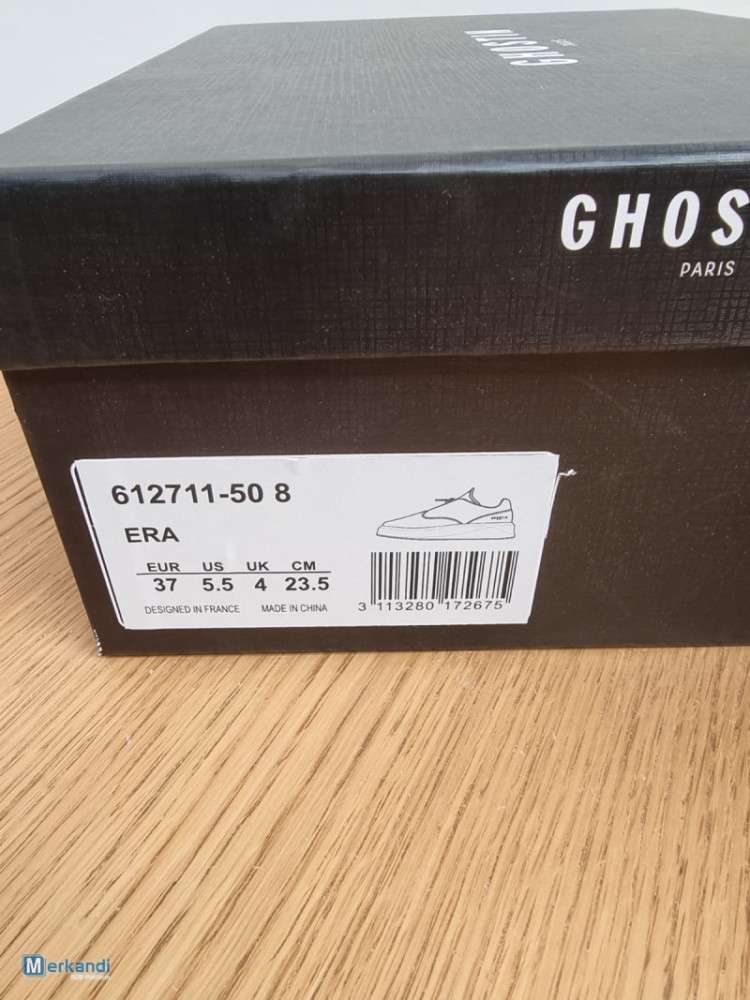 GHOSTIN
GHOS
PARIS
612711-50 8
ERA
EUR US UK CM
37 5.5 4 23.5
DESIGNED IN FRANCE MADE IN CHINA
3 113280 172675
Merkandi